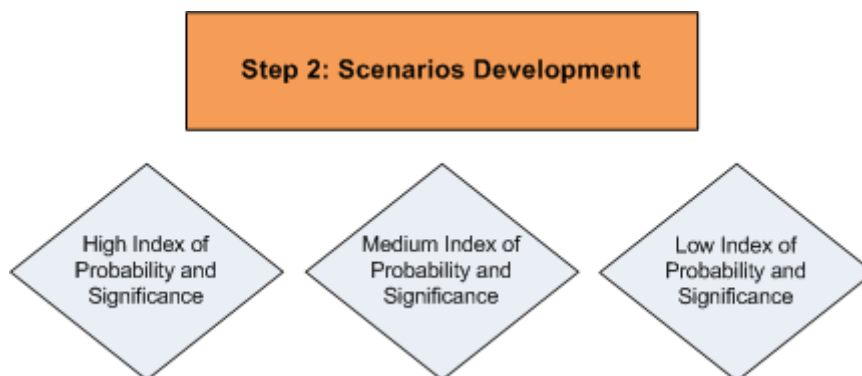 Step 2: Scenarios Development
High Index of
Probability and
Significance
Medium Index of
Probability and
Significance
Low Index of
Probability and
Significance